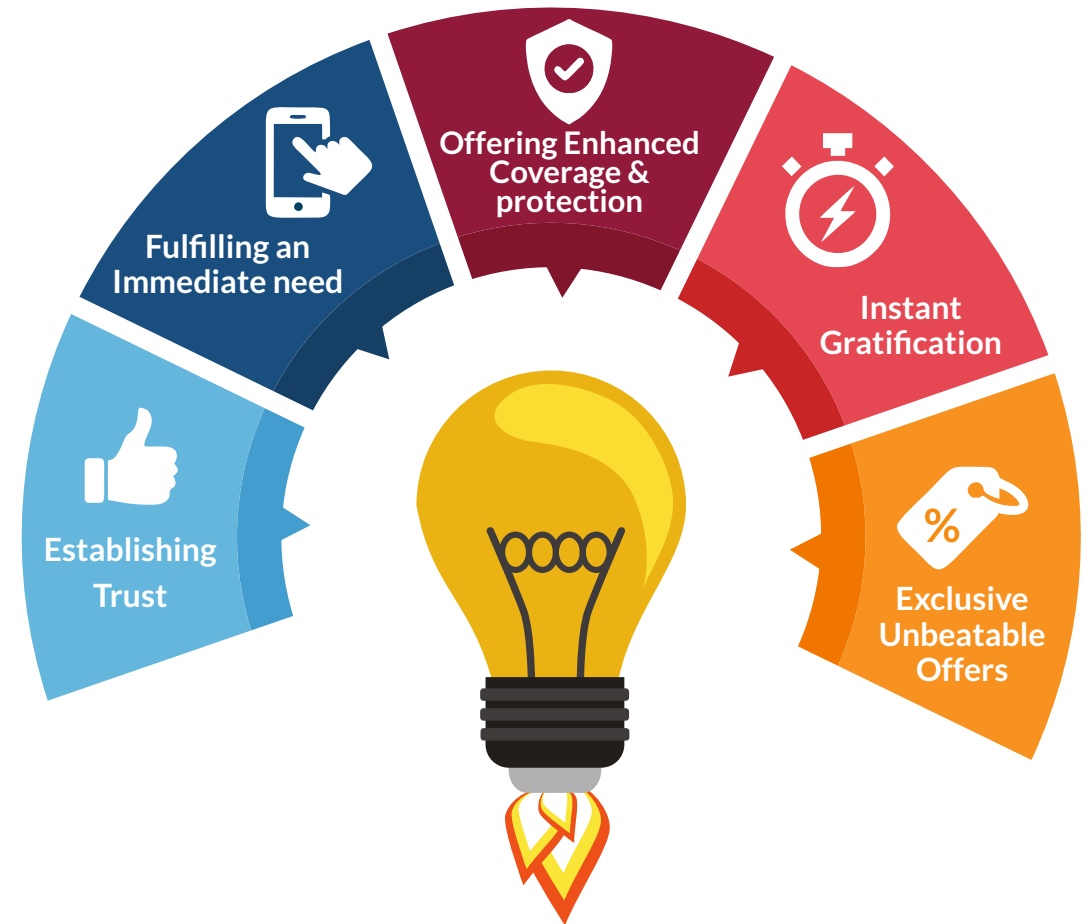 Establishing
Trust
Fulfilling an
Immediate need
Offering Enhanced
Coverage &
protection
Instant
Gratification
%
Exclusive
Unbeatable
Offers